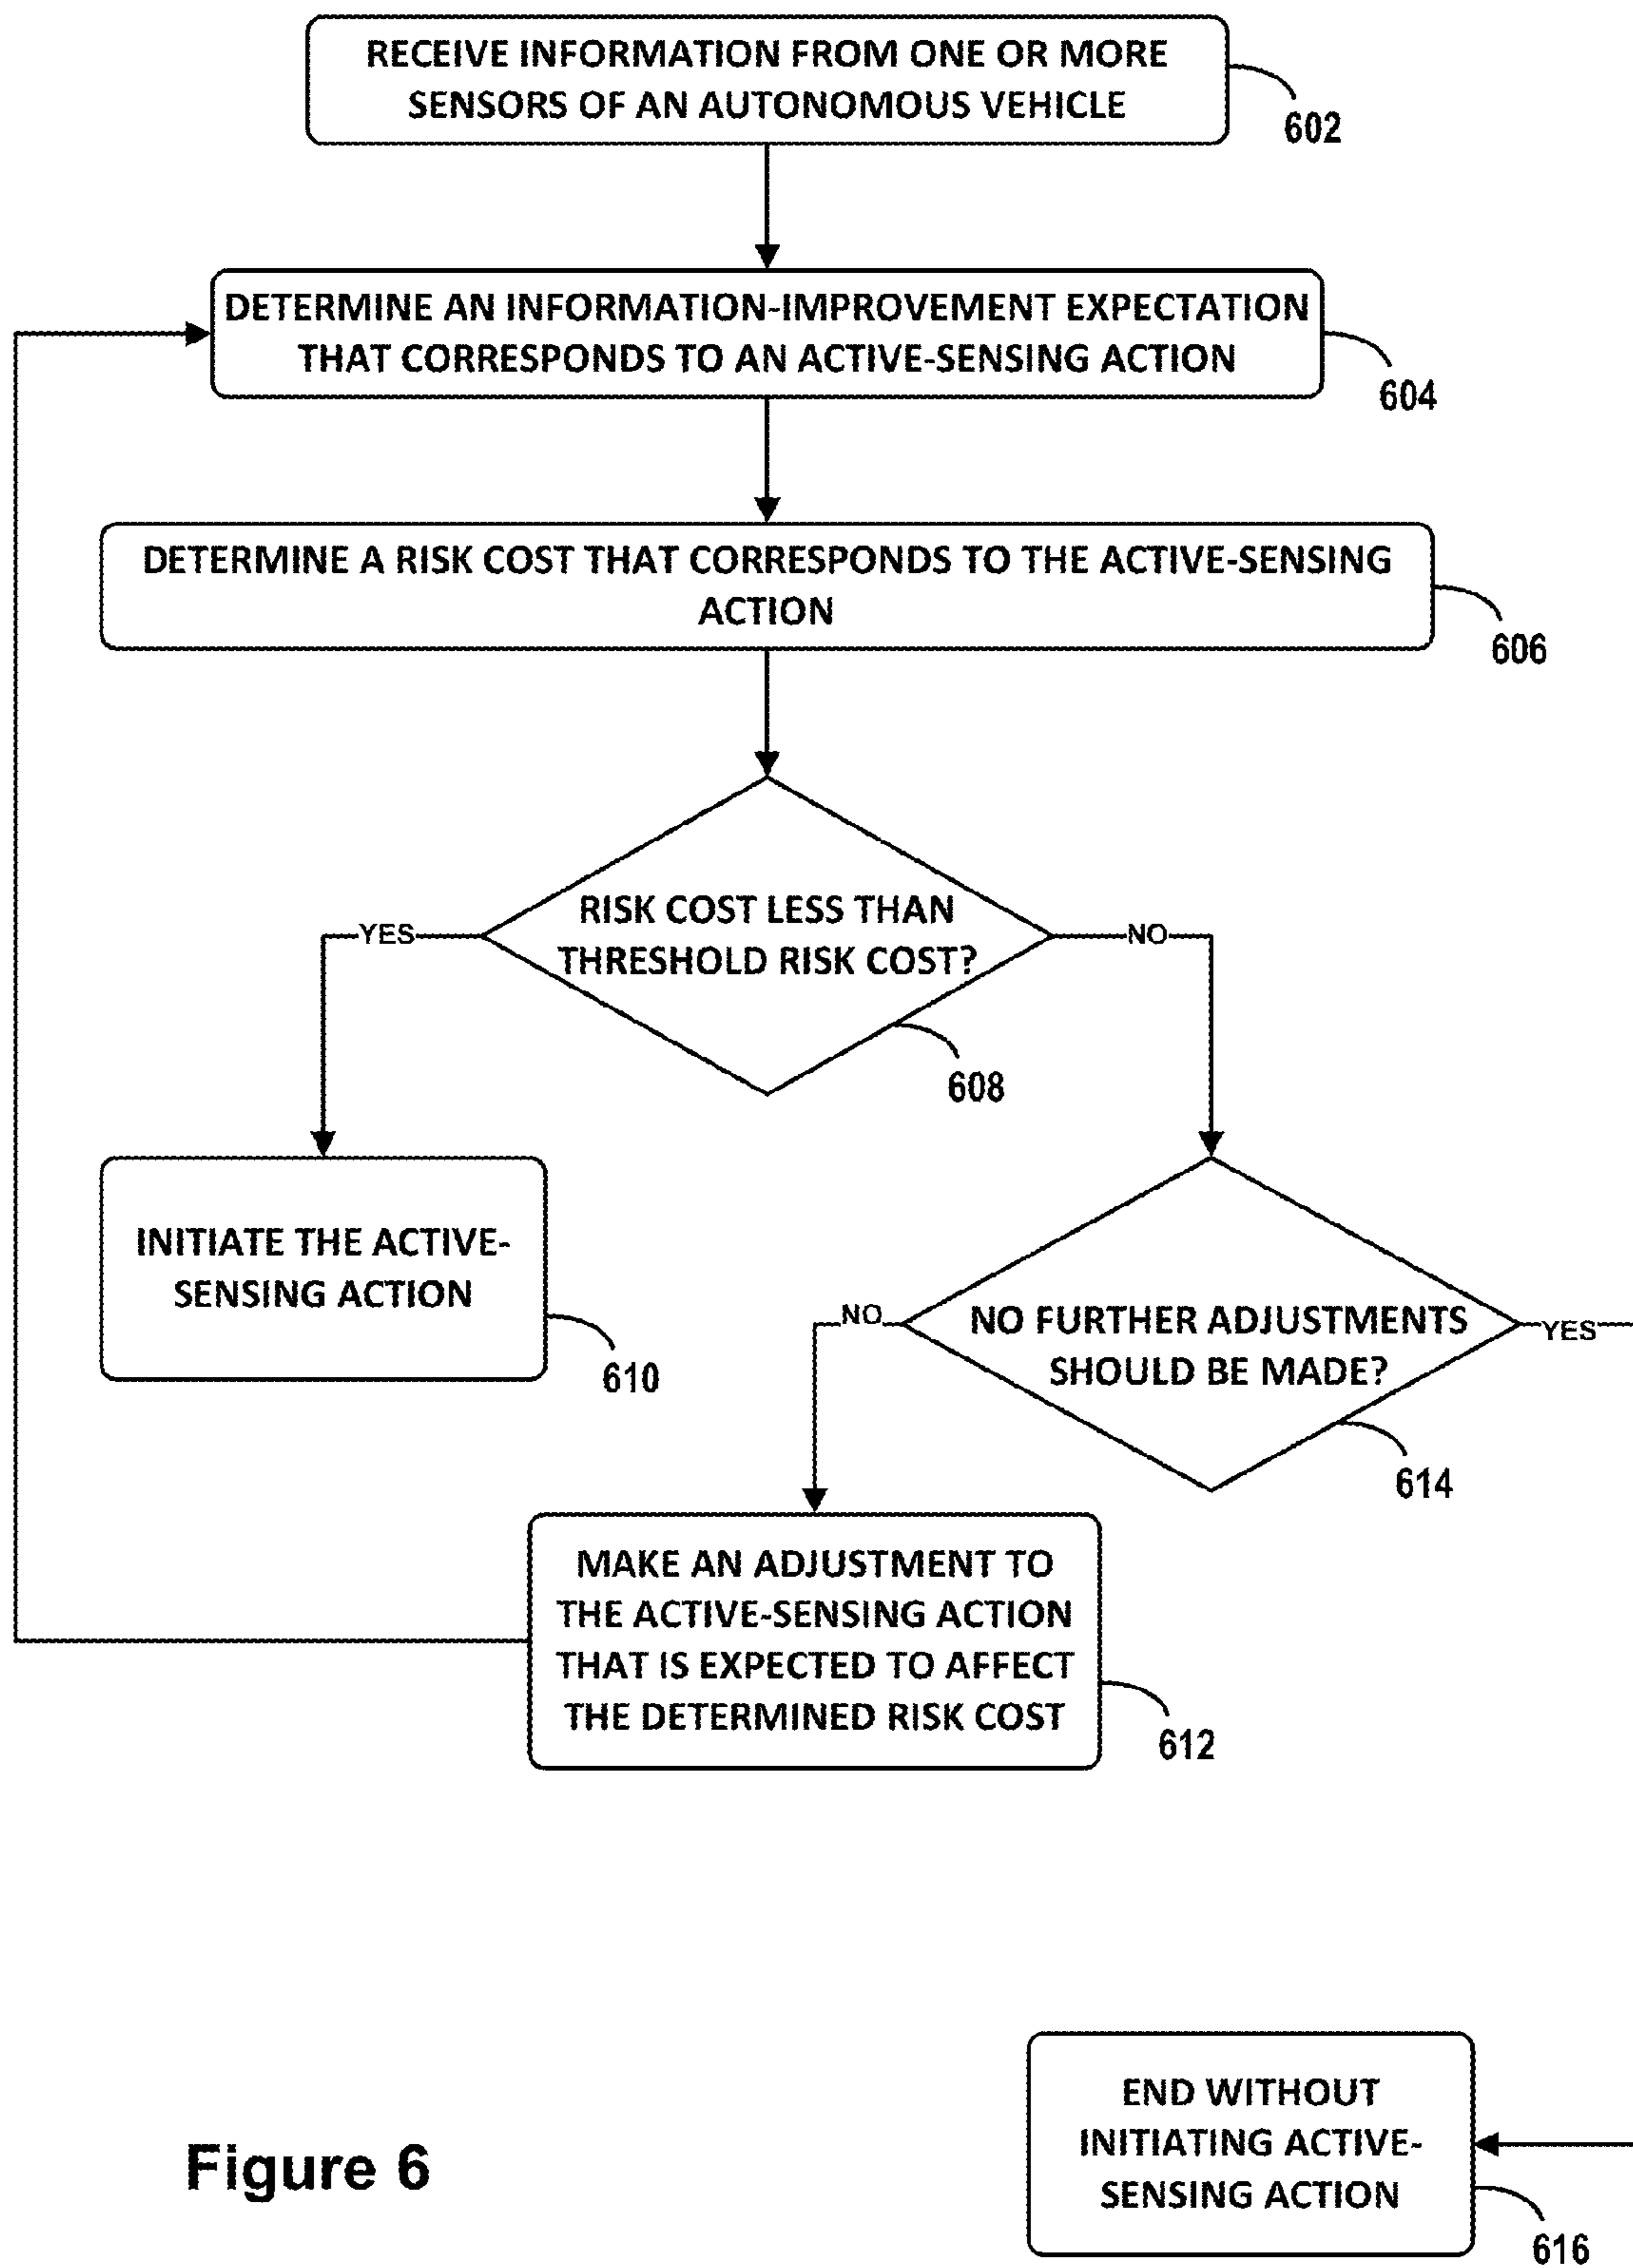 RECEIVE INFORMATION FROM ONE OR MORE
SENSORS OF AN AUTONOMOUS VEHICLE
602
DETERMINE AN INFORMATION-IMPROVEMENT EXPECTATION
THAT CORRESPONDS TO AN ACTIVE-SENSING ACTION
604
DETERMINE A RISK COST THAT CORRESPONDS TO THE ACTIVE-SENSING
ACTION
606
RISK COST LESS THAN
THRESHOLD RISK COST?
608
YES
NO
INITIATE THE ACTIVE-
SENSING ACTION
610
NO FURTHER ADJUSTMENTS
SHOULD BE MADE?
614
NO
YES
MAKE AN ADJUSTMENT TO
THE ACTIVE-SENSING ACTION
THAT IS EXPECTED TO AFFECT
THE DETERMINED RISK COST
612
END WITHOUT
INITIATING ACTIVE-
SENSING ACTION
616
Figure 6